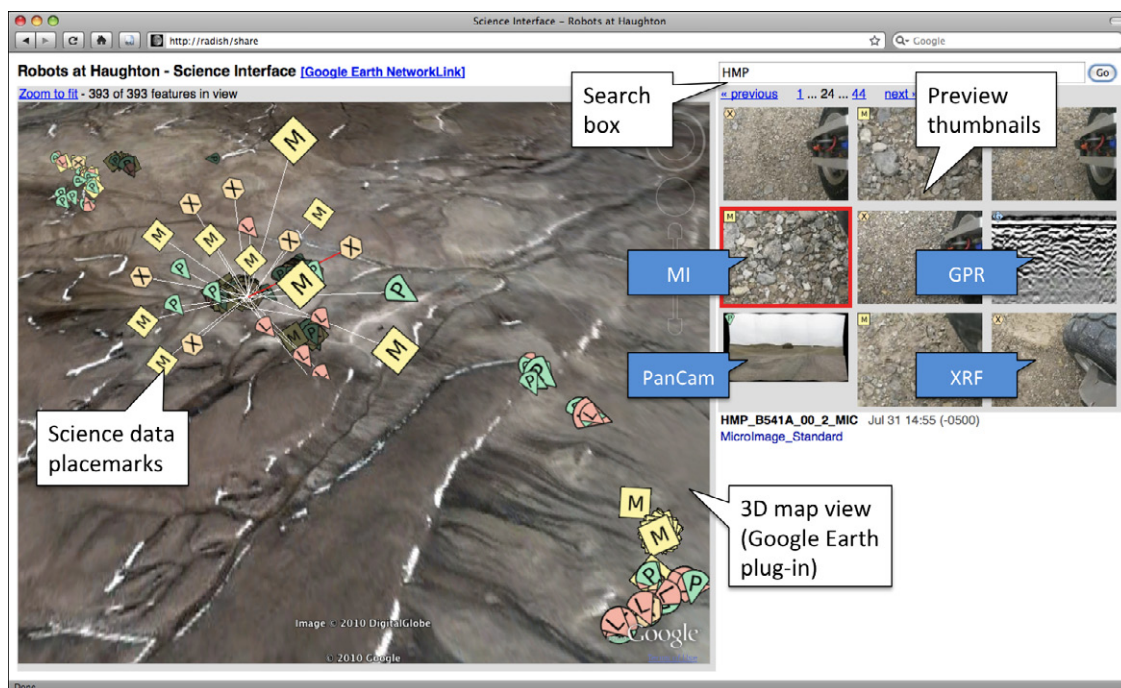 Science Interface – Robots at Haughton
http://radish/share
Google
Robots at Haughton - Science Interface [Google Earth NetworkLink]
Zoom to fit - 393 of 393 features in view
HMP
Go
« previous 1 ... 24 ... 44 next »
Search
box
Preview
thumbnails
X
M
M
X
M
X
P
M
X
MI
GPR
PanCam
XRF
HMP_B541A_00_2_MIC Jul 31 14:55 (-0500)
MicroImage_Standard
M
X
X
M
L
M
M
X
X
M
P
P
P
M
P
P
M
X
L
M
L
M
L
Science data
placemarks
P
L
M
M
P
P
L
L
L
3D map view
(Google Earth
plug-in)
Image © 2010 DigitalGlobe
© 2010 Google
Google
Done